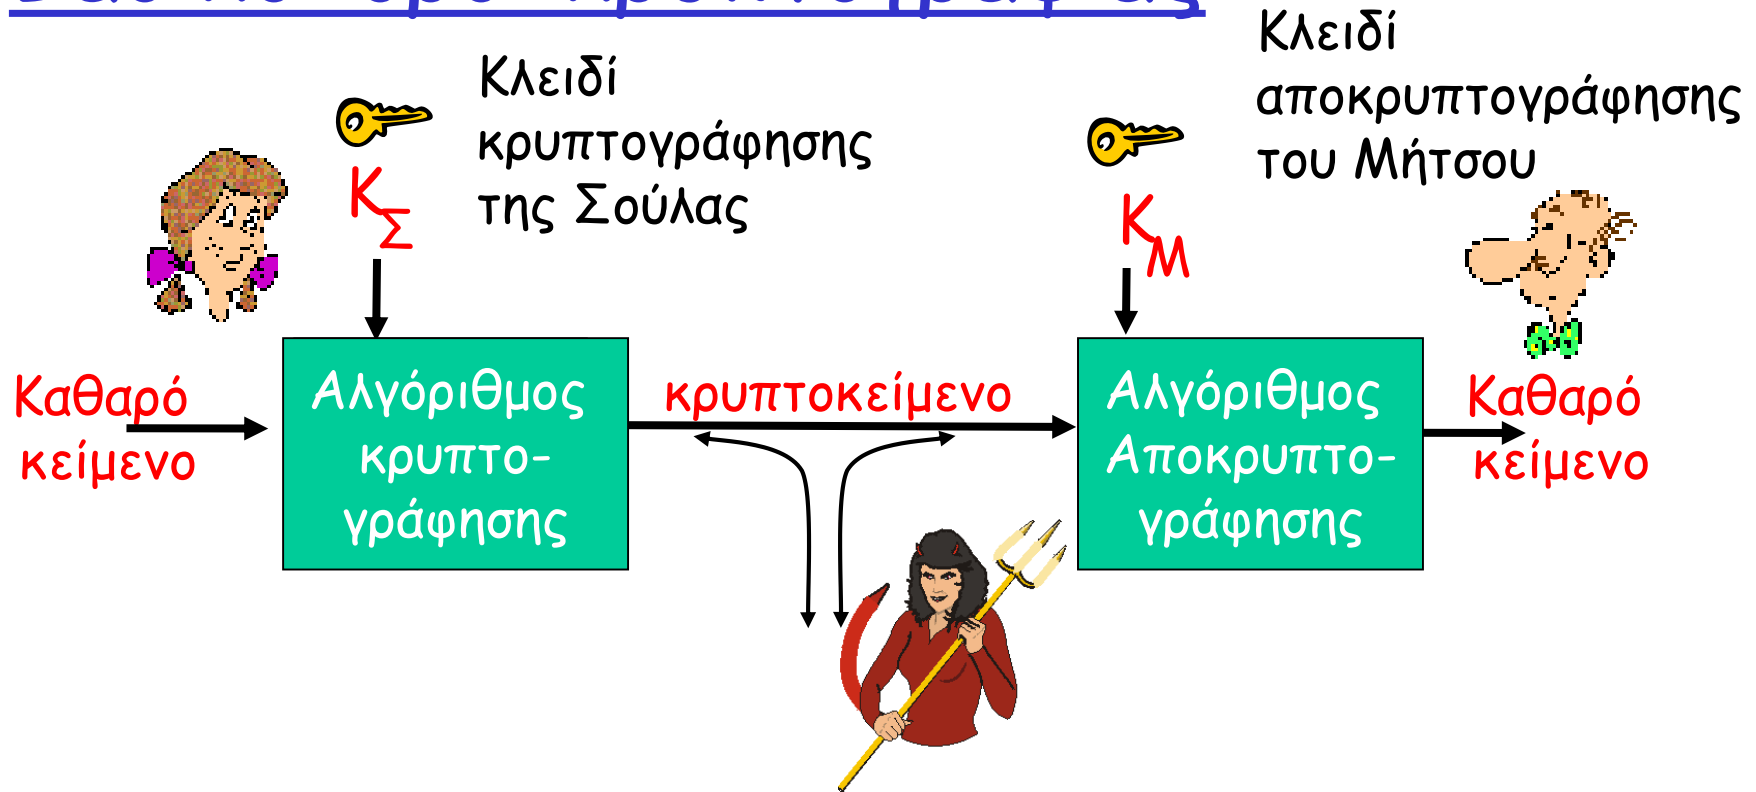 Κλειδί
κρυπτογράφησης
της Σούλας
Κλειδί
αποκρυπτογράφησης
του Μήτσου
Κ Σ
Κ Μ
Καθαρό
κείμενο
Αλγόριθμος
κρυπτο-
γράφησης
κρυπτοκείμενο
Αλγόριθμος
Αποκρυπτο-
γράφησης
Καθαρό
κείμενο